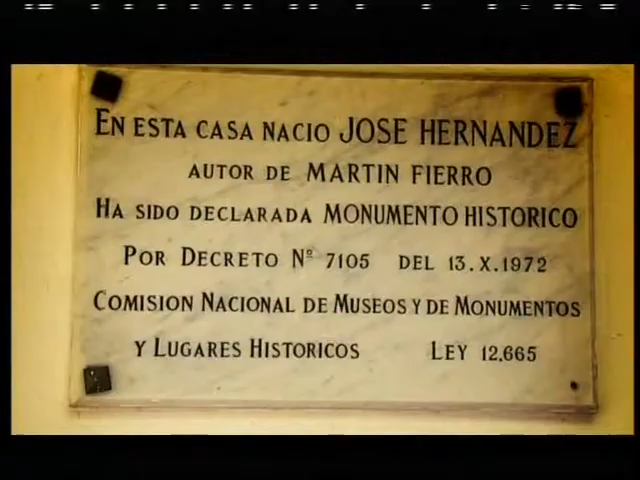 EN ESTA CASA NACIO JOSE HERNANDEZ
AUTOR DE MARTIN FIERRO
HA SIDO DECLARADA MONUMENTO HISTORICO
POR DECRETO Nº 7105 DEL 13.X.1972
COMISION NACIONAL DE MUSEOS Y DE MONUMENTOS
Y LUGARES HISTORICOS LEY 12.665